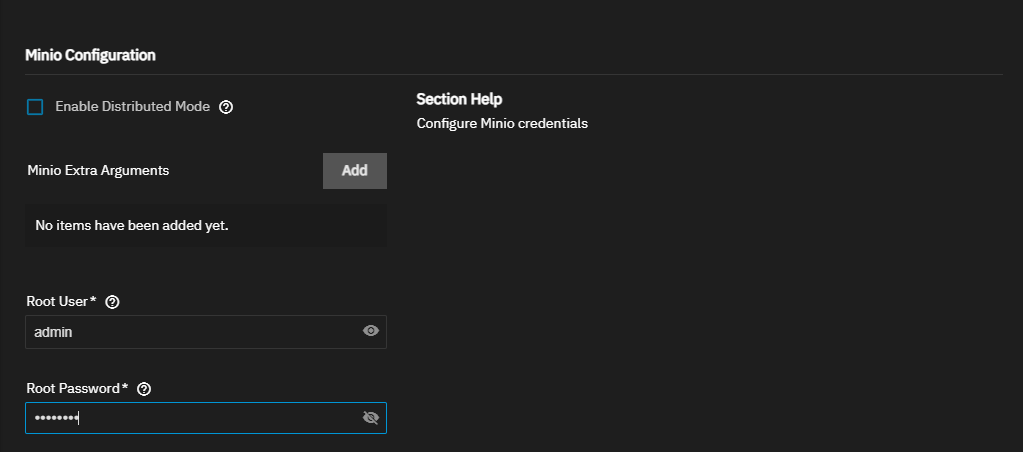 Minio Configuration
Enable Distributed Mode
Section Help
Configure Minio credentials
Minio Extra Arguments
Add
No items have been added yet.
Root User*
admin
Root Password*
••••••••